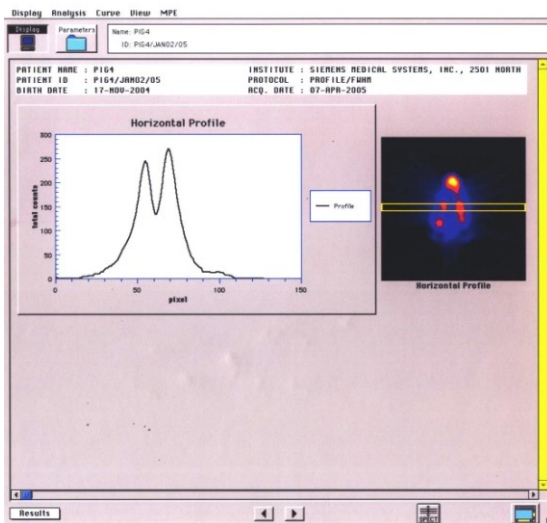 Display Analysis Curve View MPE
Display
Parameters
Name: PIG4
ID: PIG4/JAN02/05
PATIENT NAME : PIG4
PATIENT ID : PIG4/JAN02/05
BIRTH DATE : 17-NOV-2004
INSTITUTE : SIEMENS MEDICAL SYSTEMS, INC., 2501 NORTH
PROTOCOL : PROFILE/FWHM
ACQ. DATE : 07-APR-2005
Horizontal Profile
300
250
200
150
100
50
0
total counts
0 50 100 150
pixel
Profile
Horizontal Profile
Results
SPECT